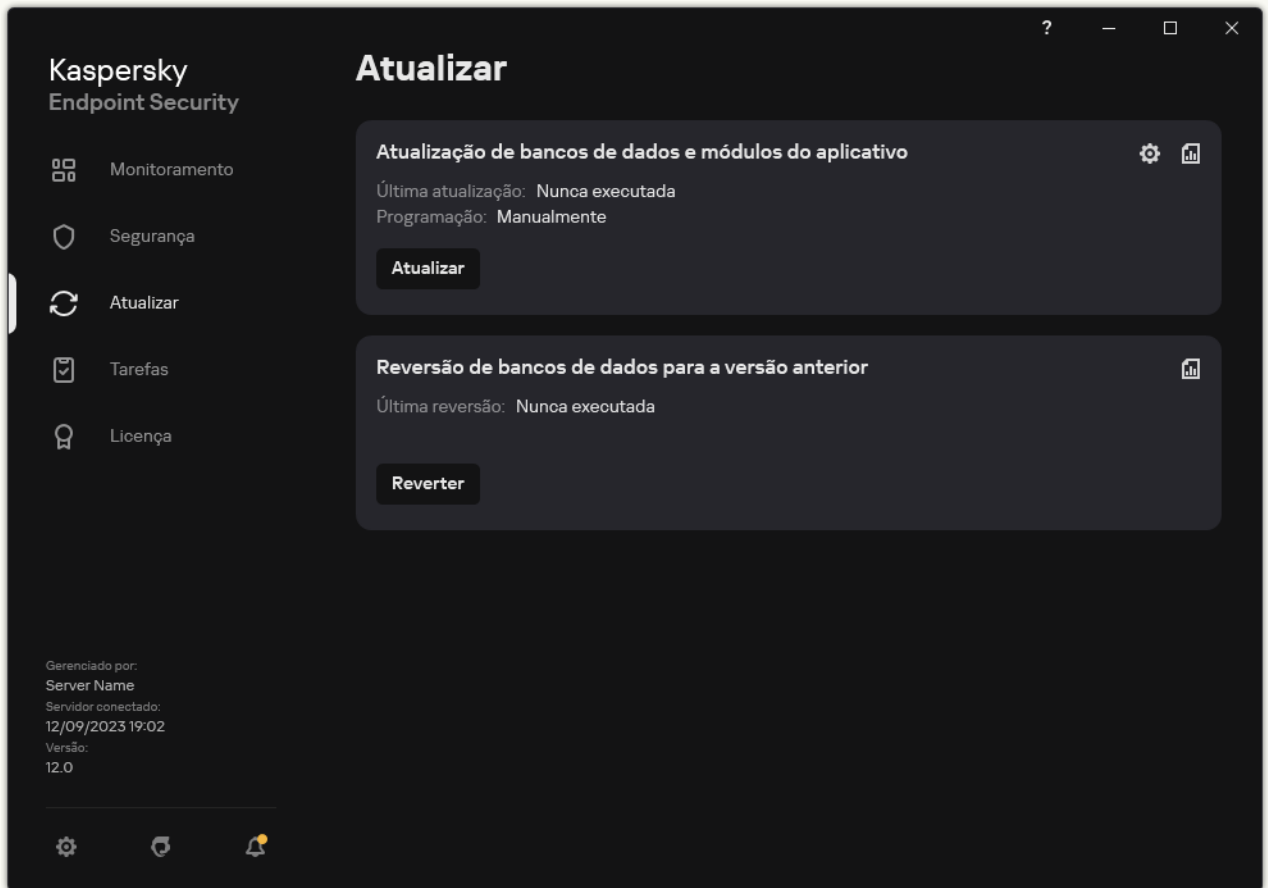 ?
Kaspersky
Endpoint Security
Monitoramento
Segurança
Atualizar
Tarefas
Licença
Gerenciado por:
Server Name
Servidor conectado:
12/09/2023 19:02
Versão:
12.0
Atualizar
Atualização de bancos de dados e módulos do aplicativo
Última atualização: Nunca executada
Programação: Manualmente
Atualizar
Reversão de bancos de dados para a versão anterior
Última reversão: Nunca executada
Reverter